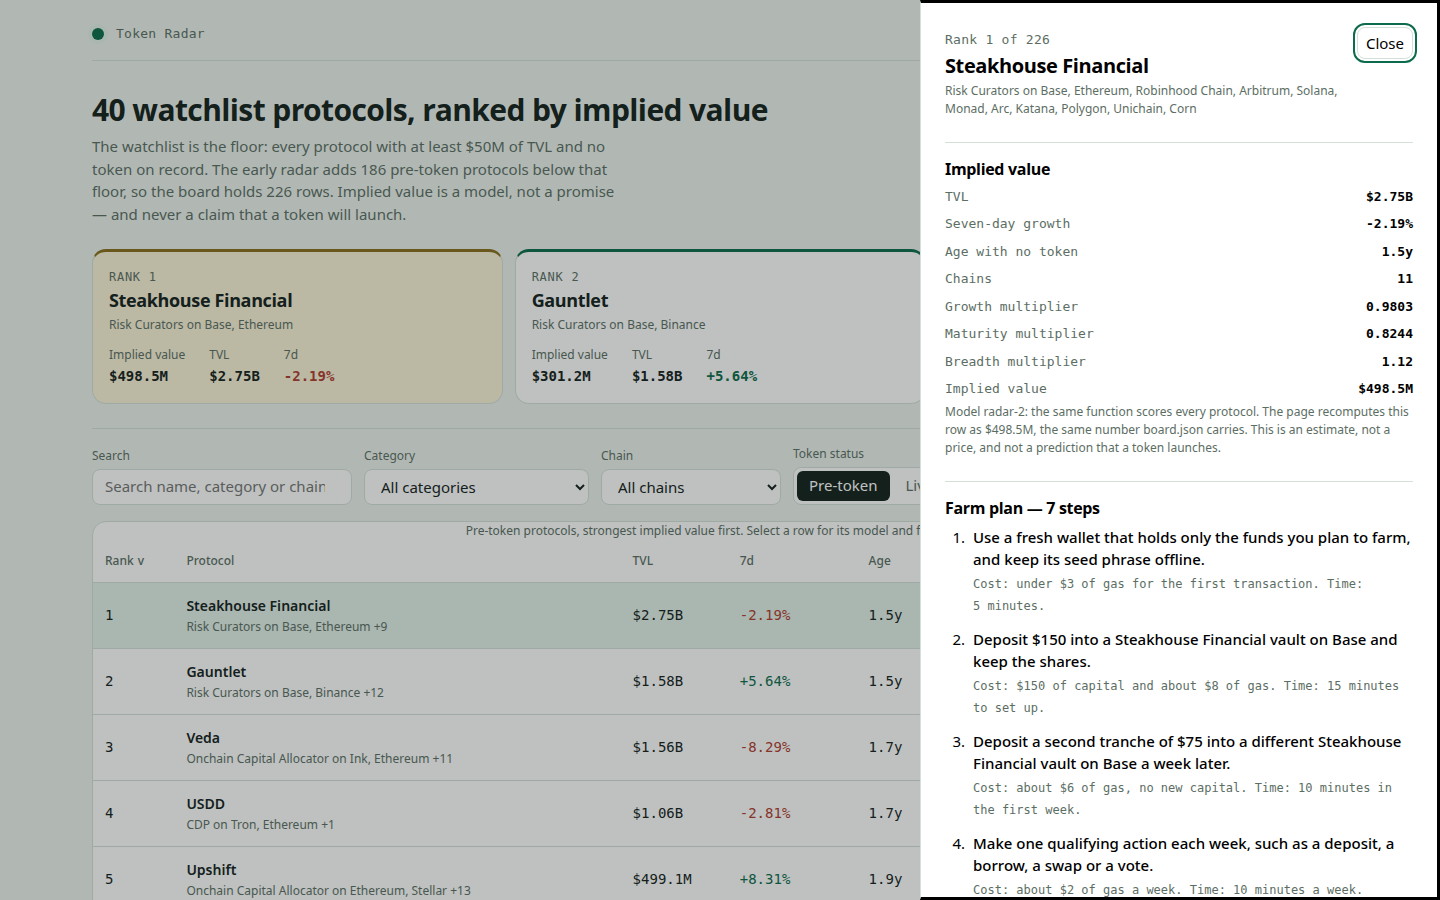 Token Radar
40 watchlist protocols, ranked by implied value
The watchlist is the floor: every protocol with at least $50M of TVL and no
token on record. The early radar adds 186 pre-token protocols below that
floor, so the board holds 226 rows. Implied value is a model, not a promise
— and never a claim that a token will launch.
RANK 1
Steakhouse Financial
Risk Curators on Base, Ethereum
Implied value TVL 7d
$498.5M $2.75B -2.19%
RANK 2
Gauntlet
Risk Curators on Base, Binance
Implied value TVL 7d
$301.2M $1.58B +5.64%
Search Category Chain Token status
Search name, category or chain All categories All chains Pre-token
Pre-token protocols, strongest implied value first. Select a row for its model and
Rank v Protocol TVL 7d Age
1 Steakhouse Financial $2.75B -2.19% 1.5y
Risk Curators on Base, Ethereum +9
2 Gauntlet $1.58B +5.64% 1.5y
Risk Curators on Base, Binance +12
3 Veda $1.56B -8.29% 1.7y
Onchain Capital Allocator on Ink, Ethereum +11
4 USDD $1.06B -2.81% 1.7y
CDP on Tron, Ethereum +1
5 Upshift $499.1M +8.31% 1.9y
Onchain Capital Allocator on Ethereum, Stellar +13
Rank 1 of 226
Close
Steakhouse Financial
Risk Curators on Base, Ethereum, Robinhood Chain, Arbitrum, Solana,
Monad, Arc, Katana, Polygon, Unichain, Corn
Implied value
TVL $2.75B
Seven-day growth -2.19%
Age with no token 1.5y
Chains 11
Growth multiplier 0.9803
Maturity multiplier 0.8244
Breadth multiplier 1.12
Implied value $498.5M
Model radar-2: the same function scores every protocol. The page recomputes this
row as $498.5M, the same number board.json carries. This is an estimate, not a
price, and not a prediction that a token launches.
Farm plan — 7 steps
1. Use a fresh wallet that holds only the funds you plan to farm,
and keep its seed phrase offline.
Cost: under $3 of gas for the first transaction. Time:
5 minutes.
2. Deposit $150 into a Steakhouse Financial vault on Base and
keep the shares.
Cost: $150 of capital and about $8 of gas. Time: 15 minutes
to set up.
3. Deposit a second tranche of $75 into a different Steakhouse
Financial vault on Base a week later.
Cost: about $6 of gas, no new capital. Time: 10 minutes in
the first week.
4. Make one qualifying action each week, such as a deposit, a
borrow, a swap or a vote.
Cost: about $2 of gas a week. Time: 10 minutes a week.